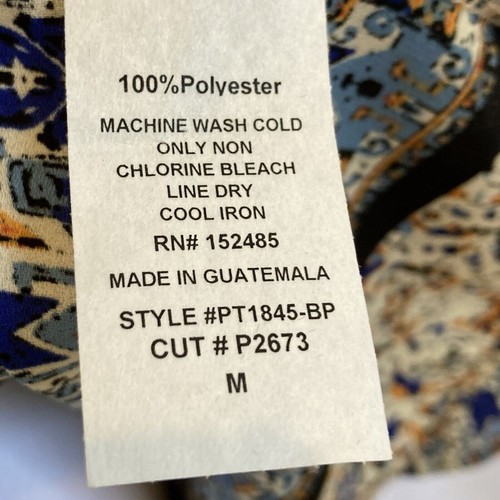 100%Polyester
MACHINE WASH COLD
ONLY NON
CHLORINE BLEACH
LINE DRY
COOL IRON
RN# 152485
MADE IN GUATEMALA
STYLE #PT1845-BP
CUT # P2673
M